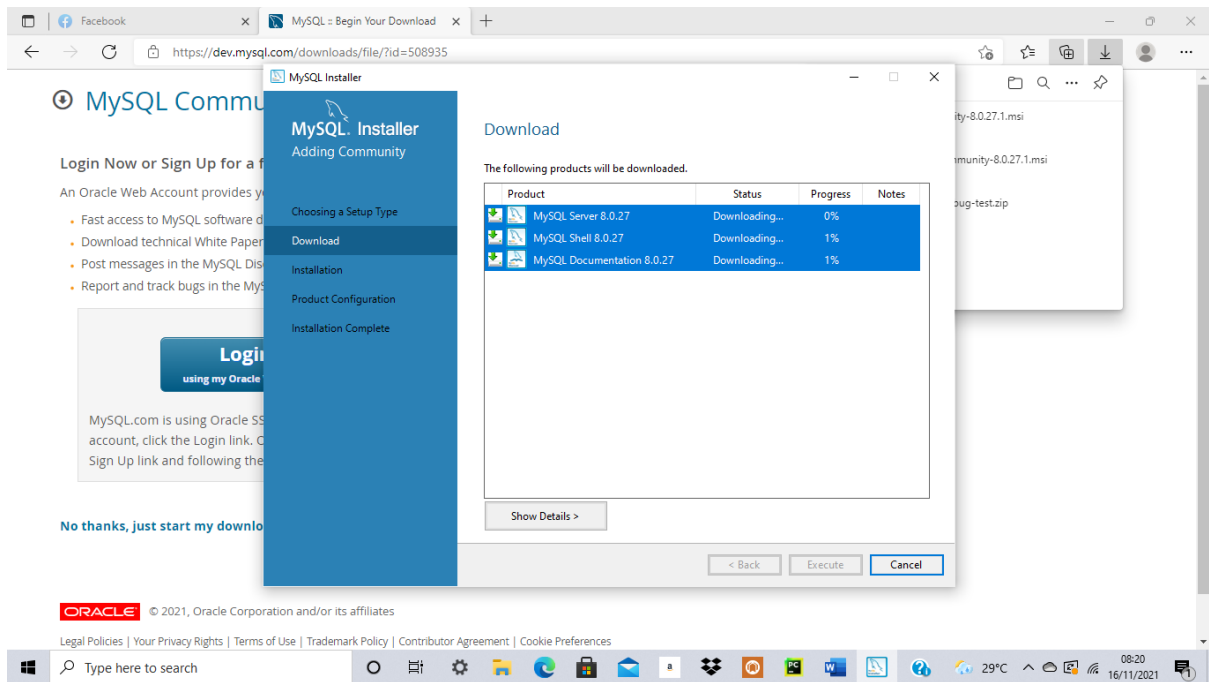 Facebook
MySQL :: Begin Your Download
https://dev.mysql.com/downloads/file/?id=508935
MySQL Commu
Login Now or Sign Up for a f
An Oracle Web Account provides y
Fast access to MySQL software d
Download technical White Paper
Post messages in the MySQL Dis
Report and track bugs in the MyS
Logi
using my Oracle
MySQL.com is using Oracle SS
account, click the Login link. O
Sign Up link and following the
No thanks, just start my downlo
MySQL Installer
MySQL. Installer
Adding Community
Choosing a Setup Type
Download
Installation
Product Configuration
Installation Complete
Download
The following products will be downloaded.
Product Status Progress Notes
MySQL Server 8.0.27 Downloading... 0%
MySQL Shell 8.0.27 Downloading... 1%
MySQL Documentation 8.0.27 Downloading... 1%
Show Details >
< Back Execute Cancel
ity-8.0.27.1.msi
nmunity-8.0.27.1.msi
oug-test.zip
ORACLE © 2021, Oracle Corporation and/or its affiliates
Legal Policies | Your Privacy Rights | Terms of Use | Trademark Policy | Contributor Agreement | Cookie Preferences
Type here to search
a
PC
W
29°C
08:20
16/11/2021
1